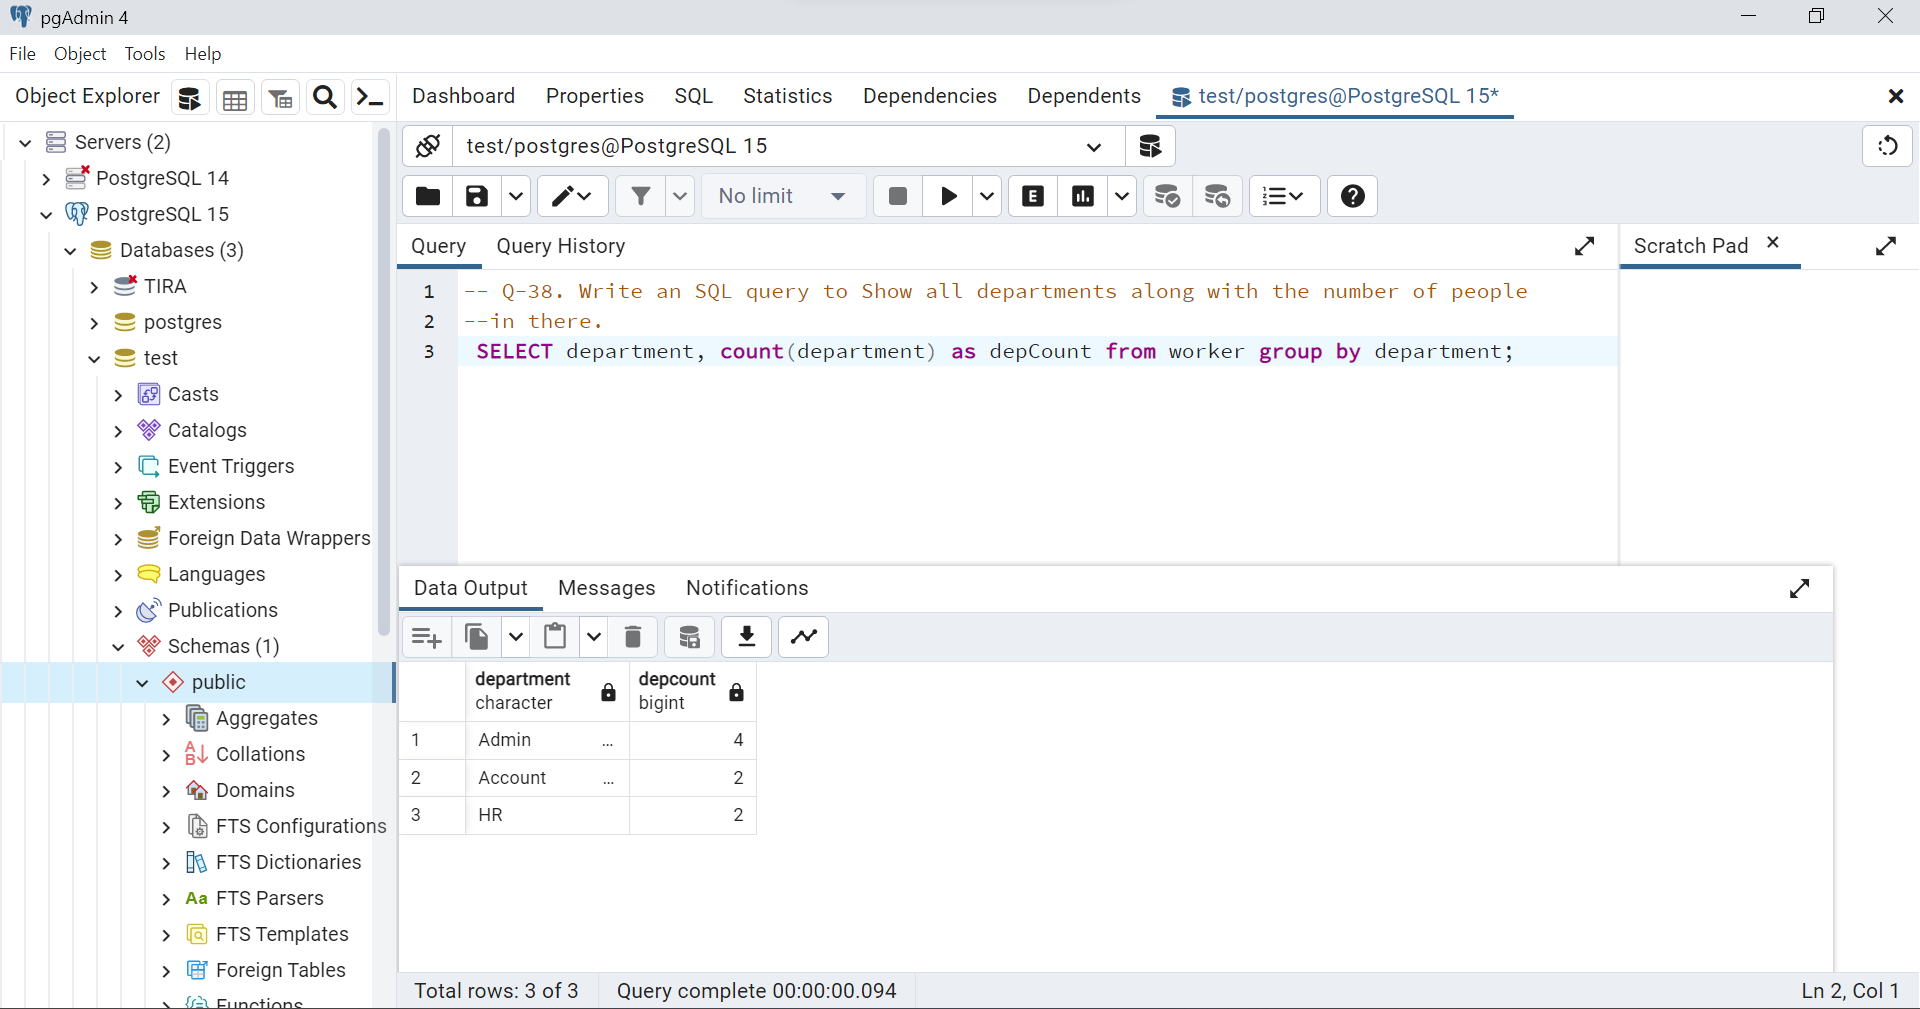 pgAdmin 4
File Object Tools Help
Object Explorer
Dashboard Properties SQL Statistics Dependencies Dependents test/postgres@PostgreSQL 15*
Servers (2)
PostgreSQL 14
PostgreSQL 15
Databases (3)
TIRA
postgres
test
Casts
Catalogs
Event Triggers
Extensions
Foreign Data Wrappers
Languages
Publications
Schemas (1)
public
Aggregates
Collations
Domains
FTS Configurations
FTS Dictionaries
Aa FTS Parsers
FTS Templates
Foreign Tables
Functions
test/postgres@PostgreSQL 15
No limit
E
Query Query History
Scratch Pad
1 -- Q-38. Write an SQL query to Show all departments along with the number of people
2 --in there.
3 SELECT department, count(department) as depCount from worker group by department;
Data Output Messages Notifications
department depcount
character bigint
1 Admin ... 4
2 Account ... 2
3 HR 2
Total rows: 3 of 3 Query complete 00:00:00.094 Ln 2, Col 1